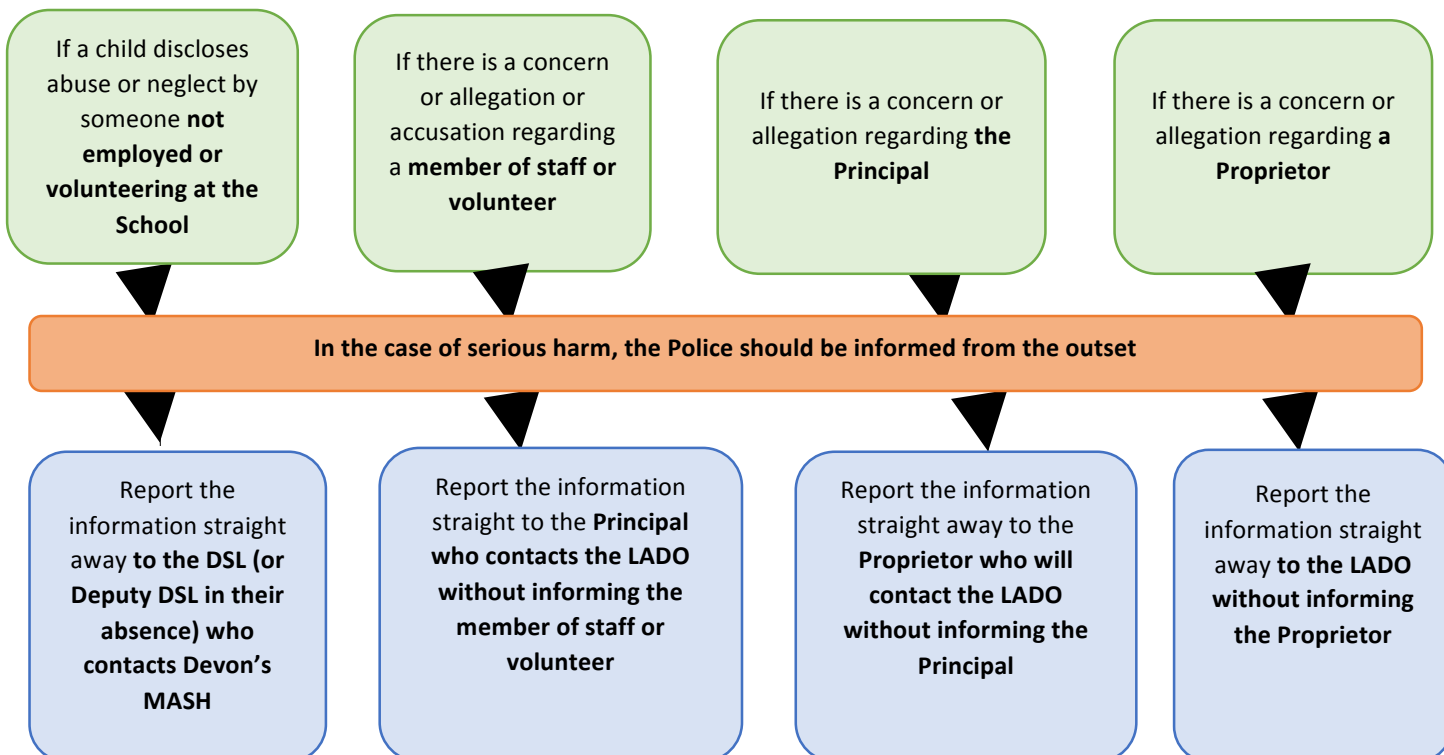 If a child discloses
abuse or neglect by
someone not
employed or
volunteering at the
School
If there is a concern
or allegation or
accusation regarding
a member of staff or
volunteer
If there is a concern or
allegation regarding the
Principal
If there is a concern or
allegation regarding a
Proprietor
In the case of serious harm, the Police should be informed from the outset
Report the
information straight
away to the DSL (or
Deputy DSL in their
absence) who
contacts Devon’s
MASH
Report the information
straight to the Principal
who contacts the LADO
without informing the
member of staff or
volunteer
Report the information
straight away to the
Proprietor who will
contact the LADO
without informing the
Principal
Report the
information straight
away to the LADO
without informing
the Proprietor